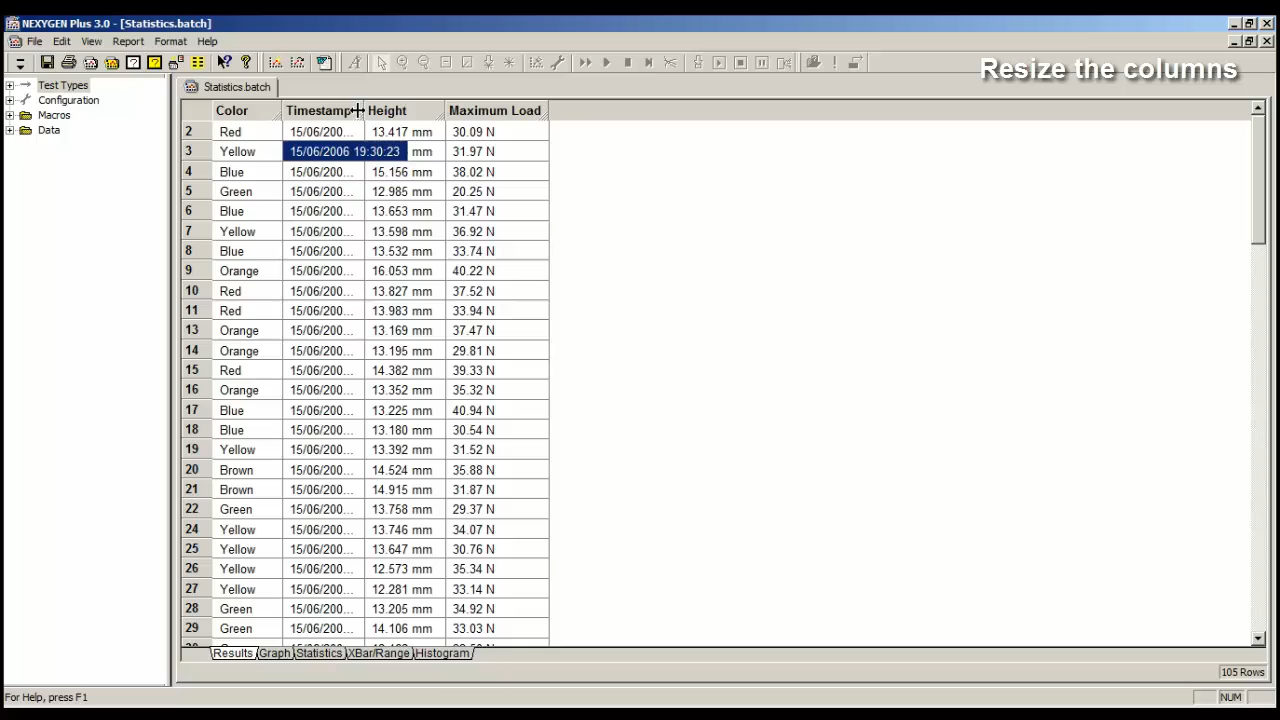 NEXYGEN Plus 3.0 - [Statistics.batch]
File Edit View Report Format Help
Resize the columns
Test Types
Configuration
Macros
Data
Statistics.batch
Color Timestamp Height Maximum Load
2 Red 15/06/200... 13.417 mm 30.09 N
3 Yellow 15/06/2006 19:30:23 mm 31.97 N
4 Blue 15/06/200... 15.156 mm 38.02 N
5 Green 15/06/200... 12.985 mm 20.25 N
6 Blue 15/06/200... 13.653 mm 31.47 N
7 Yellow 15/06/200... 13.598 mm 36.92 N
8 Blue 15/06/200... 13.532 mm 33.74 N
9 Orange 15/06/200... 16.053 mm 40.22 N
10 Red 15/06/200... 13.827 mm 37.52 N
11 Red 15/06/200... 13.983 mm 33.94 N
13 Orange 15/06/200... 13.169 mm 37.47 N
14 Orange 15/06/200... 13.195 mm 29.81 N
15 Red 15/06/200... 14.382 mm 39.33 N
16 Orange 15/06/200... 13.352 mm 35.32 N
17 Blue 15/06/200... 13.225 mm 40.94 N
18 Blue 15/06/200... 13.180 mm 30.54 N
19 Yellow 15/06/200... 13.392 mm 31.52 N
20 Brown 15/06/200... 14.524 mm 35.88 N
21 Brown 15/06/200... 14.915 mm 31.87 N
22 Green 15/06/200... 13.758 mm 29.37 N
24 Yellow 15/06/200... 13.746 mm 34.07 N
25 Yellow 15/06/200... 13.647 mm 30.76 N
26 Yellow 15/06/200... 12.573 mm 35.34 N
27 Yellow 15/06/200... 12.281 mm 33.14 N
28 Green 15/06/200... 13.205 mm 34.92 N
29 Green 15/06/200... 14.106 mm 33.03 N
Results Graph Statistics XBar/Range Histogram
105 Rows
For Help, press F1 NUM